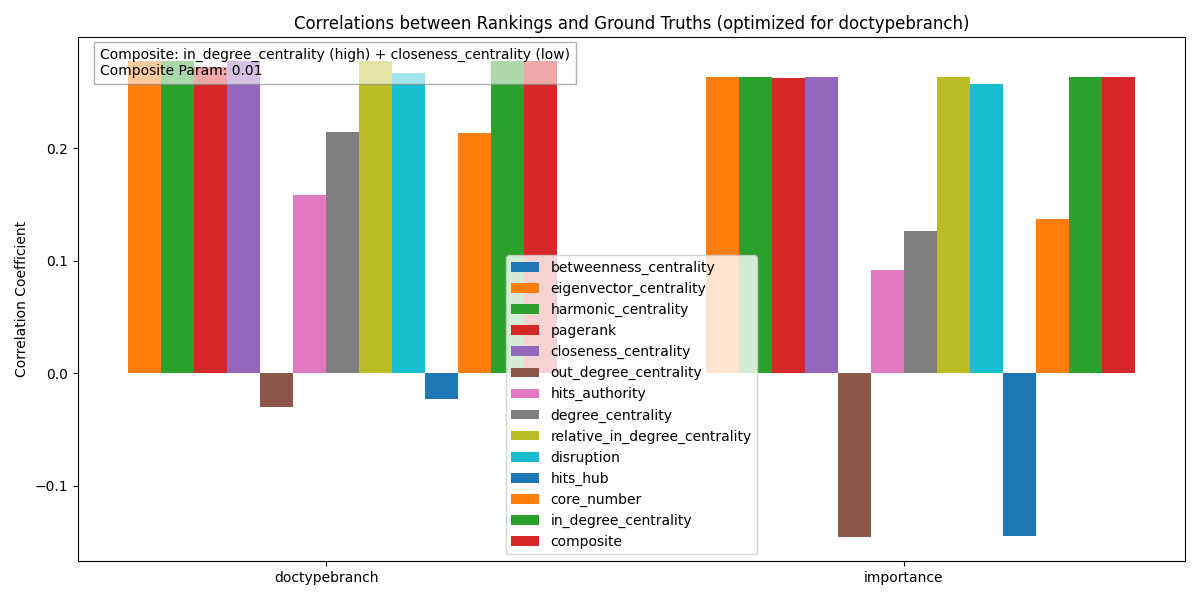 Correlations between Rankings and Ground Truths (optimized for doctypebranch)
Composite: in_degree_centrality (high) + closeness_centrality (low)
Composite Param: 0.01
Correlation Coefficient
0.2
0.1
0.0
−0.1
betweenness_centrality
eigenvector_centrality
harmonic_centrality
pagerank
closeness_centrality
out_degree_centrality
hits_authority
degree_centrality
relative_in_degree_centrality
disruption
hits_hub
core_number
in_degree_centrality
composite
doctypebranch
importance